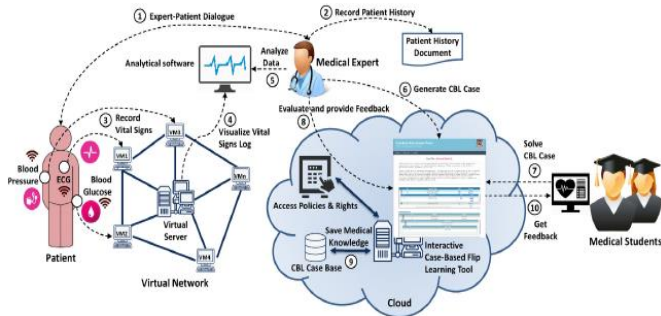 1 Expert-Patient Dialogue
2 Record Patient History
Patient History
Document
Analytical software
Analyze
Data
5
Medical Expert
6 Generate CBL Case
Evaluate and provide Feedback
8
3 Record
Vital Signs
4 Visualize Vital
Signs Log
VM3
VM1
VMn
VM2
VM4
Blood
Pressure
ECG
Blood
Glucose
Virtual
Server
Patient
Virtual Network
Access Policies & Rights
Save Medical
Knowledge
9
CBL Case Base
Interactive
Case-Based Flip
Learning Tool
Cloud
Solve
CBL Case
7
10
Get
Feedback
Medical Students